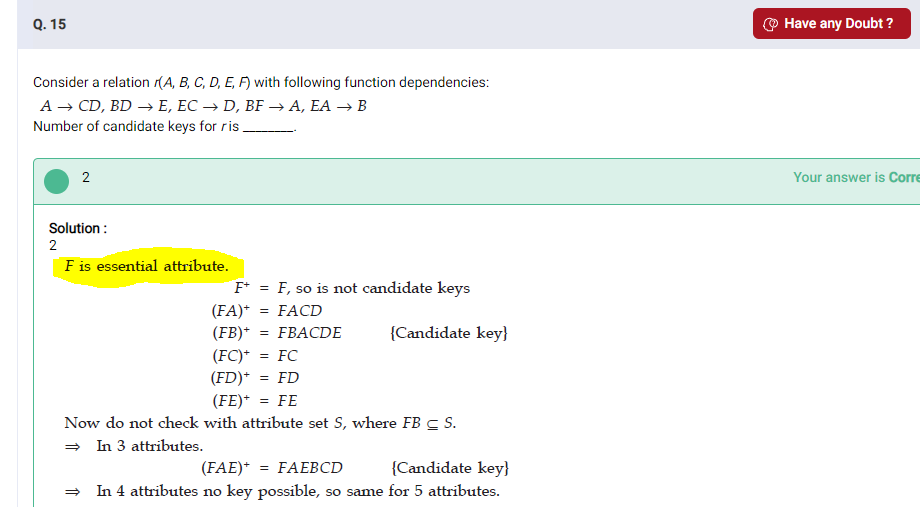 Q. 15
Have any Doubt ?
Consider a relation r(A, B, C, D, E, F) with following function dependencies:
A → CD, BD → E, EC → D, BF → A, EA → B
Number of candidate keys for r is ________.
2
Your answer is Corre
Solution :
2
F is essential attribute.
F⁺ = F, so is not candidate keys
(FA)⁺ = FACD
(FB)⁺ = FBACDE {Candidate key}
(FC)⁺ = FC
(FD)⁺ = FD
(FE)⁺ = FE
Now do not check with attribute set S, where FB ⊆ S.
⇒ In 3 attributes.
(FAE)⁺ = FAEBCD {Candidate key}
⇒ In 4 attributes no key possible, so same for 5 attributes.